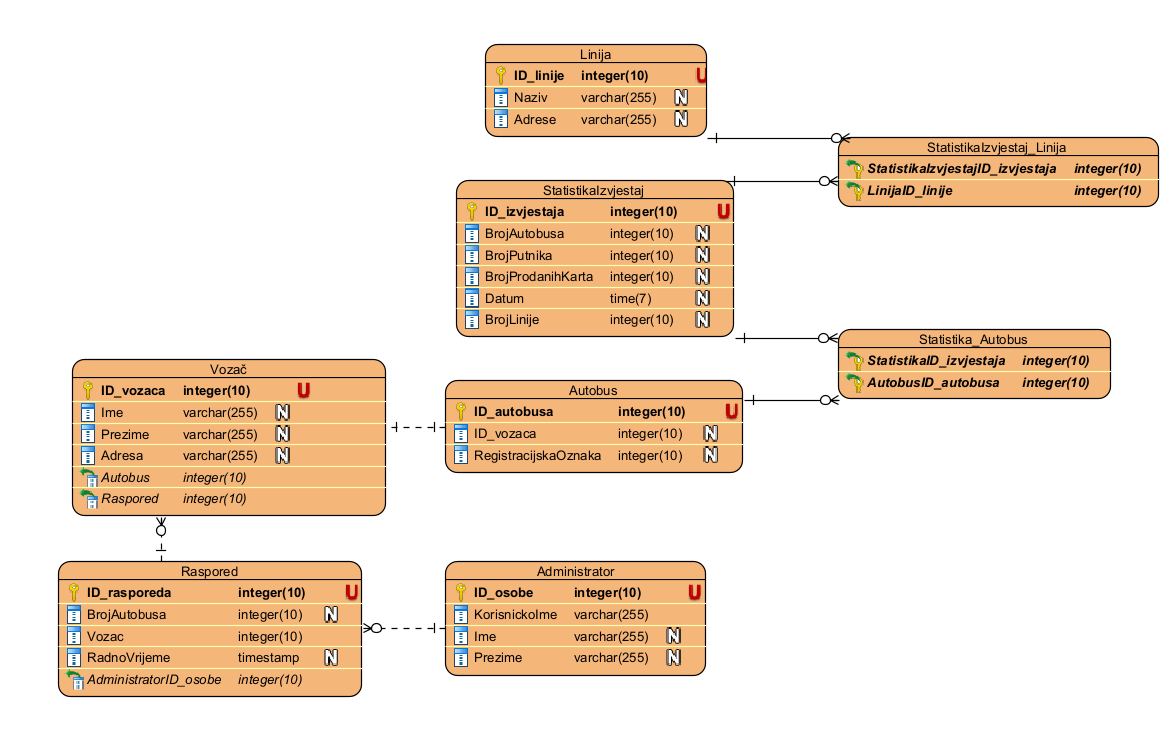 Linija
ID_linije integer(10) U
Naziv varchar(255) N
Adrese varchar(255) N
StatistikaIzvjestaj_Linija
StatistikaIzvjestajID_izvjestaja integer(10)
LinijaID_linije integer(10)
StatistikaIzvjestaj
ID_izvjestaja integer(10) U
BrojAutobusa integer(10) N
BrojPutnika integer(10) N
BrojProdanihKarta integer(10) N
Datum time(7) N
BrojLinije integer(10) N
Statistika_Autobus
StatistikaID_izvjestaja integer(10)
AutobusID_autobusa integer(10)
Vozač
ID_vozaca integer(10) U
Ime varchar(255) N
Prezime varchar(255) N
Adresa varchar(255) N
Autobus integer(10)
Raspored integer(10)
Autobus
ID_autobusa integer(10) U
ID_vozaca integer(10) N
RegistracijskaOznaka integer(10) N
Raspored
ID_rasporeda integer(10) U
BrojAutobusa integer(10) N
Vozac integer(10)
RadnoVrijeme timestamp N
AdministratorID_osobe integer(10)
Administrator
ID_osobe integer(10) U
KorisnickoIme varchar(255)
Ime varchar(255) N
Prezime varchar(255) N